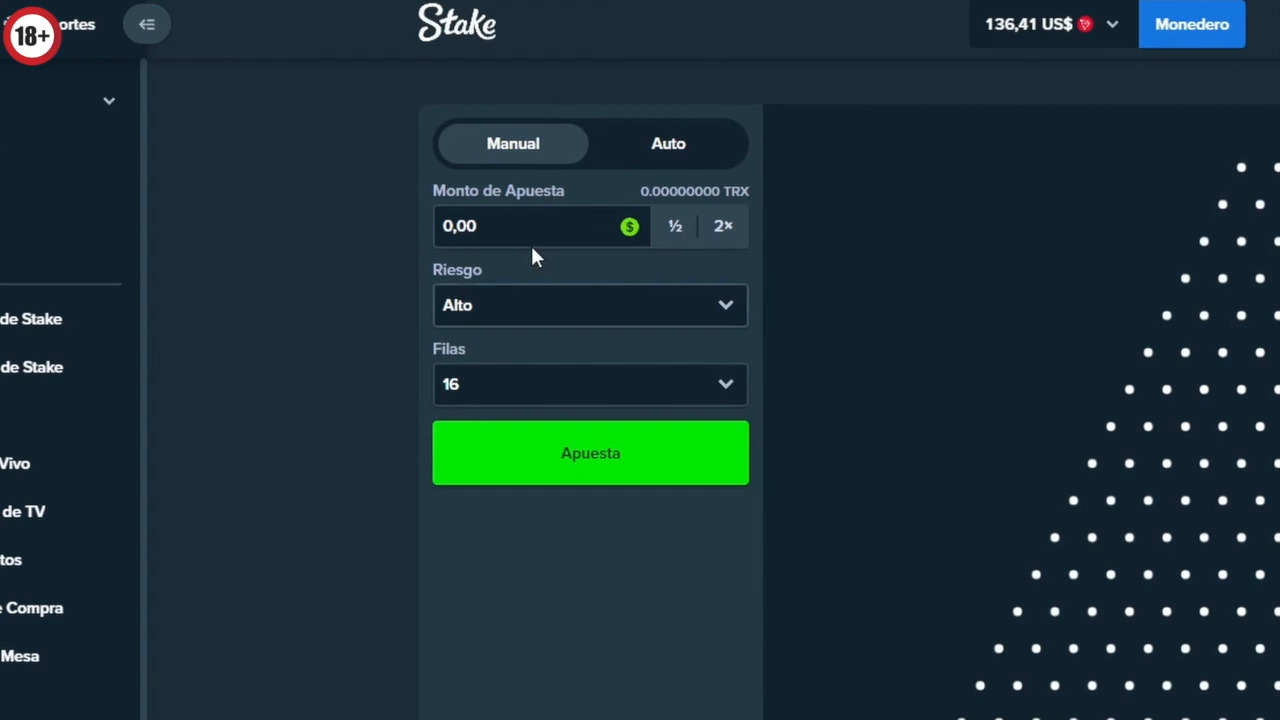 18+
ortes
Stake
136,41 US$
Monedero
Manual
Auto
Monto de Apuesta
0.00000000 TRX
0,00
$
½
2×
Riesgo
Alto
Filas
16
Apuesta
de Stake
de Stake
Vivo
de TV
tos
e Compra
Mesa